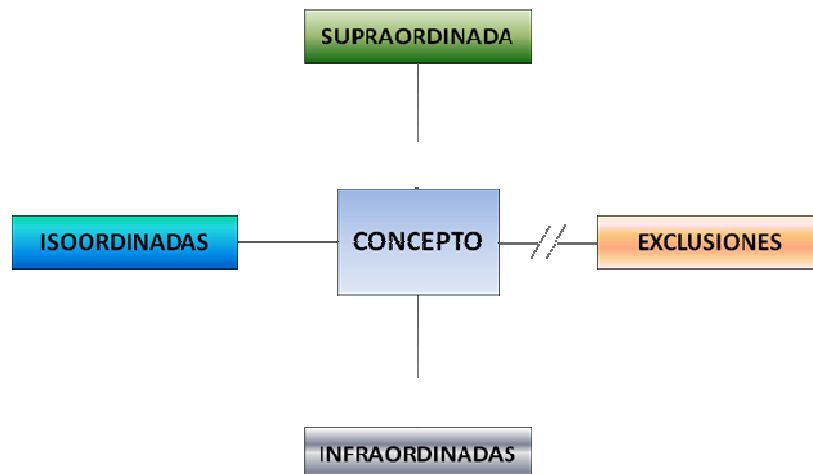 SUPRAORDINADA
ISOORDINADAS
CONCEPTO
EXCLUSIONES
INFRAORDINADAS